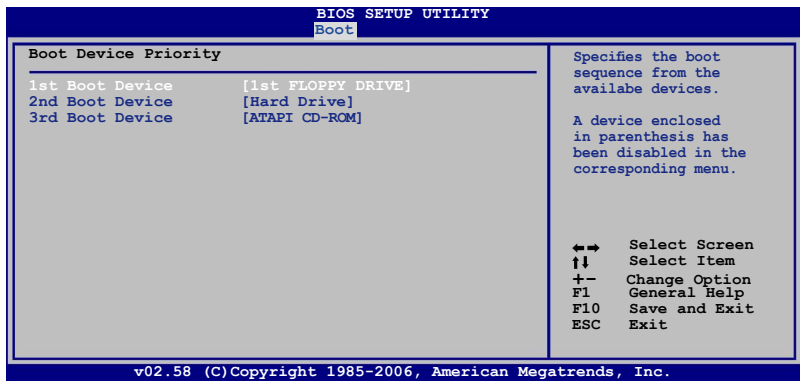 BIOS SETUP UTILITY
Boot
Boot Device Priority
1st Boot Device [1st FLOPPY DRIVE]
2nd Boot Device [Hard Drive]
3rd Boot Device [ATAPI CD-ROM]
Specifies the boot
sequence from the
availabe devices.
A device enclosed
in parenthesis has
been disabled in the
corresponding menu.
←→ Select Screen
↑↓ Select Item
+- Change Option
F1 General Help
F10 Save and Exit
ESC Exit
v02.58 (C)Copyright 1985-2006, American Megatrends, Inc.